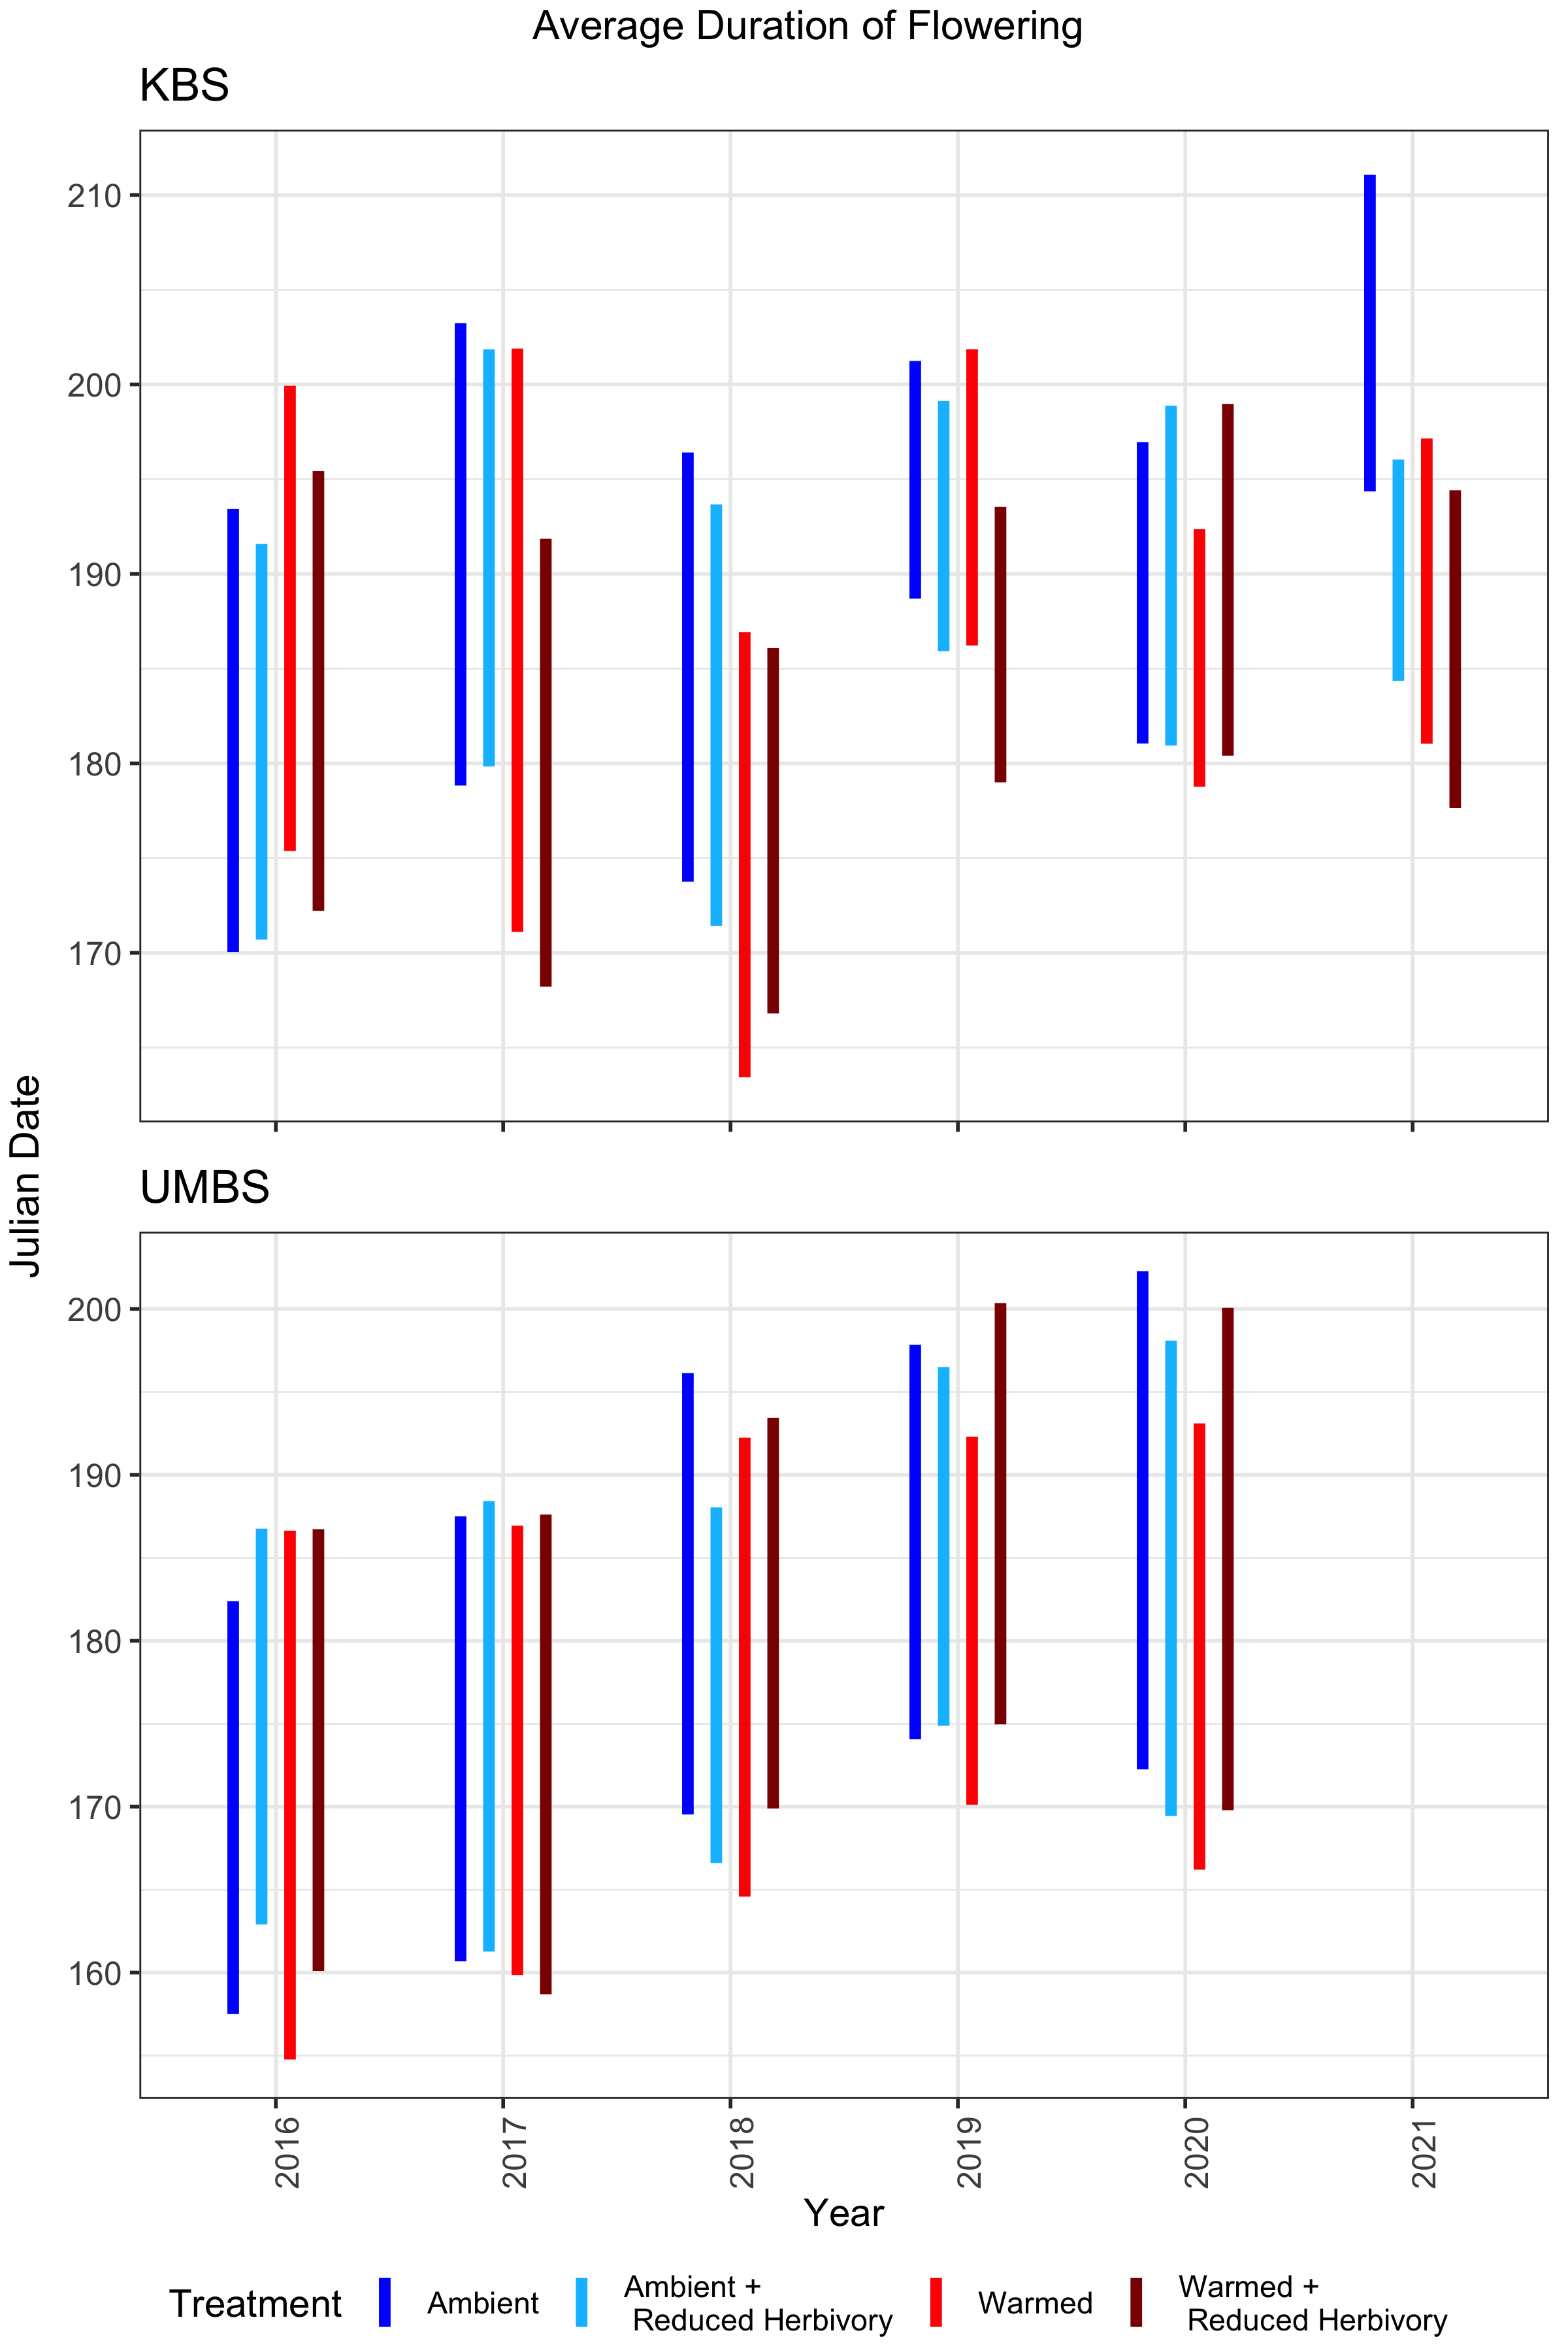 Average Duration of Flowering
KBS
210
200
190
180
170
Julian Date
UMBS
200
190
180
170
160
2016 2017 2018 2019 2020 2021
Year
Treatment
Ambient
Ambient +
Reduced Herbivory
Warmed
Warmed +
Reduced Herbivory